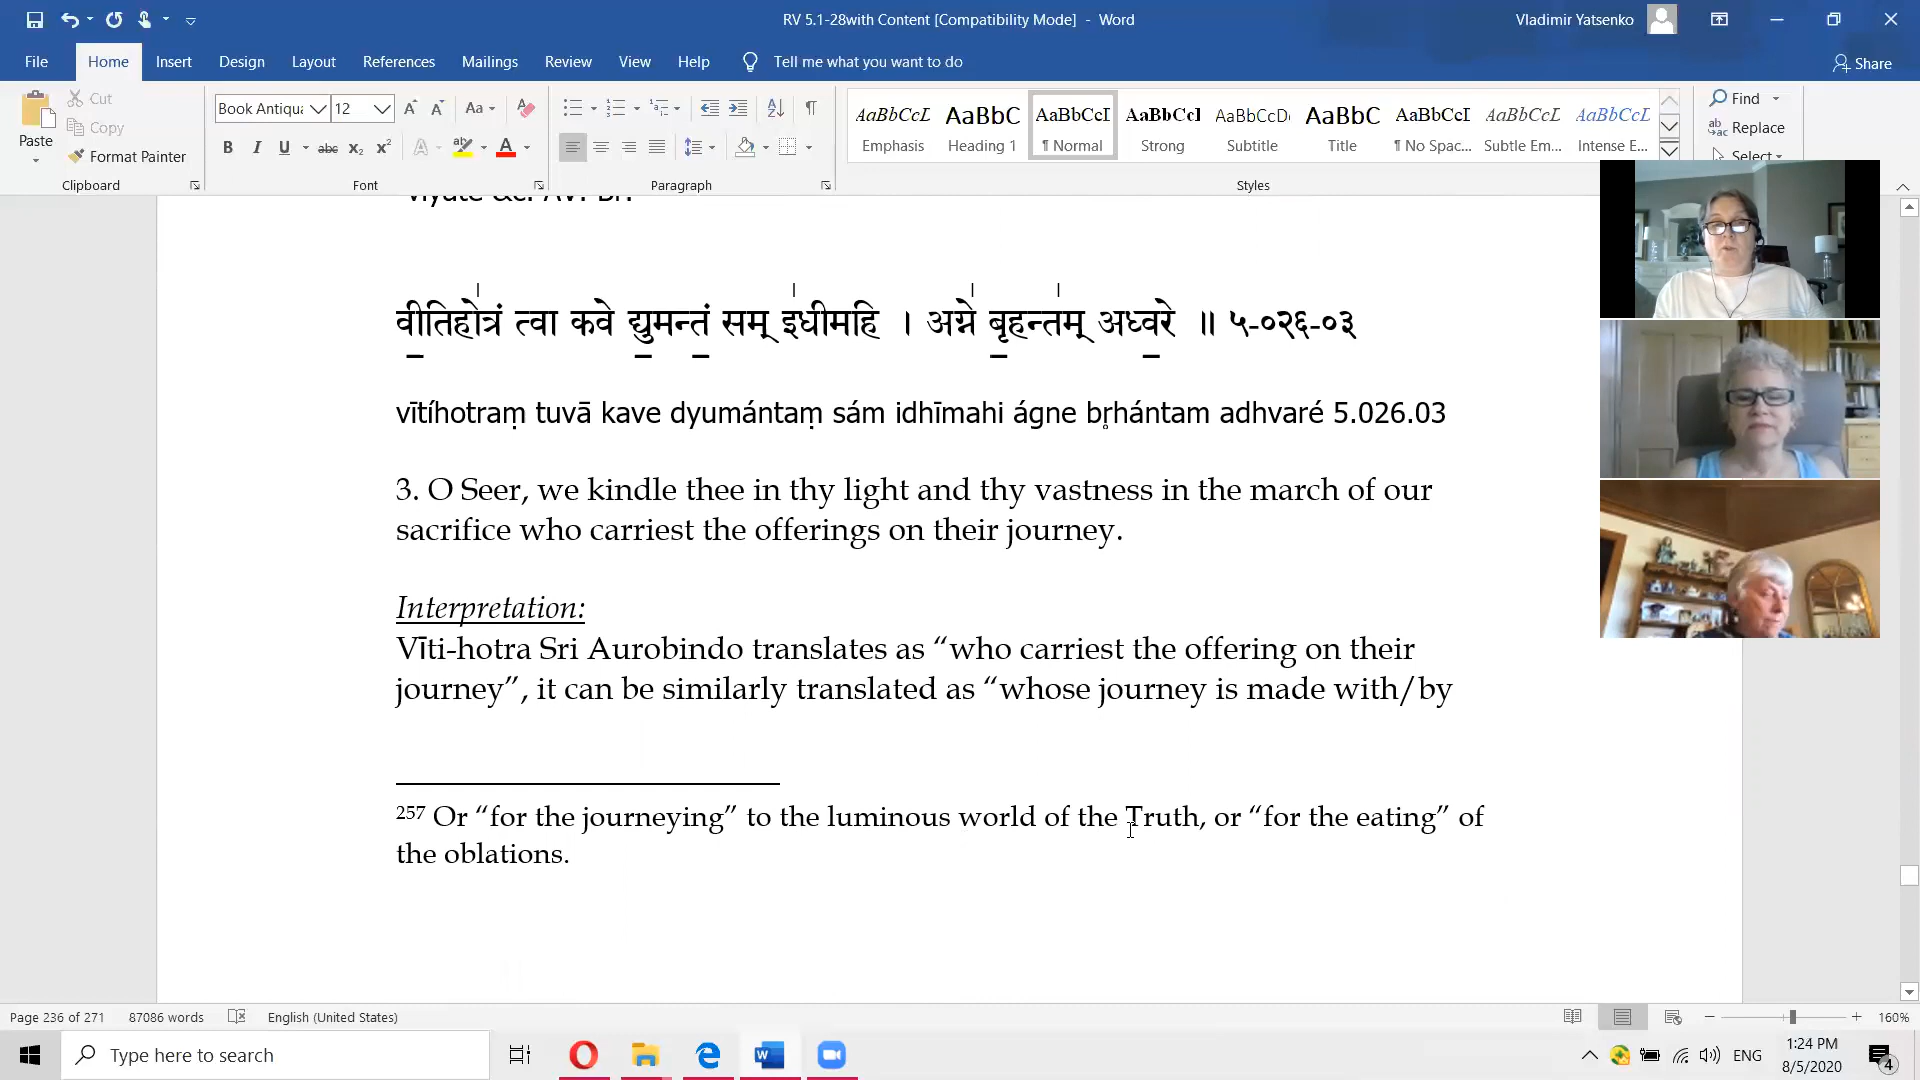 RV 5.1-28with Content [Compatibility Mode] - Word
Vladimir Yatsenko
File Home Insert Design Layout References Mailings Review View Help Tell me what you want to do Share
Paste
Cut
Copy
Format Painter
Clipboard
Book Antiqua 12
Font
Paragraph
AaBbCcL AaBbC AaBbCcI AaBbCcI AaBbCcD AaBbC AaBbCcI AaBbCcL AaBbCcL
Emphasis Heading 1 ¶ Normal Strong Subtitle Title ¶ No Spac... Subtle Em... Intense E...
Styles
Find
Replace
Select
वी॒ति॒हो॑त्रं त्वा कवे द्यु॒मन्तं॒ सम् इ॑धीमहि । अग्ने॑ बृ॒हन्त॑म् अध्व॒रे ॥ ५-०२६-०३
vītíhotraṃ tuvā kave dyumántaṃ sám idhīmahi ágne br̥hántam adhvaré 5.026.03
3. O Seer, we kindle thee in thy light and thy vastness in the march of our
sacrifice who carriest the offerings on their journey.
Interpretation:
Vīti-hotra Sri Aurobindo translates as “who carriest the offering on their
journey”, it can be similarly translated as “whose journey is made with/by
257 Or “for the journeying” to the luminous world of the Truth, or “for the eating” of
the oblations.
Page 236 of 271 87086 words English (United States) 160%
Type here to search
ENG
1:24 PM
8/5/2020
4